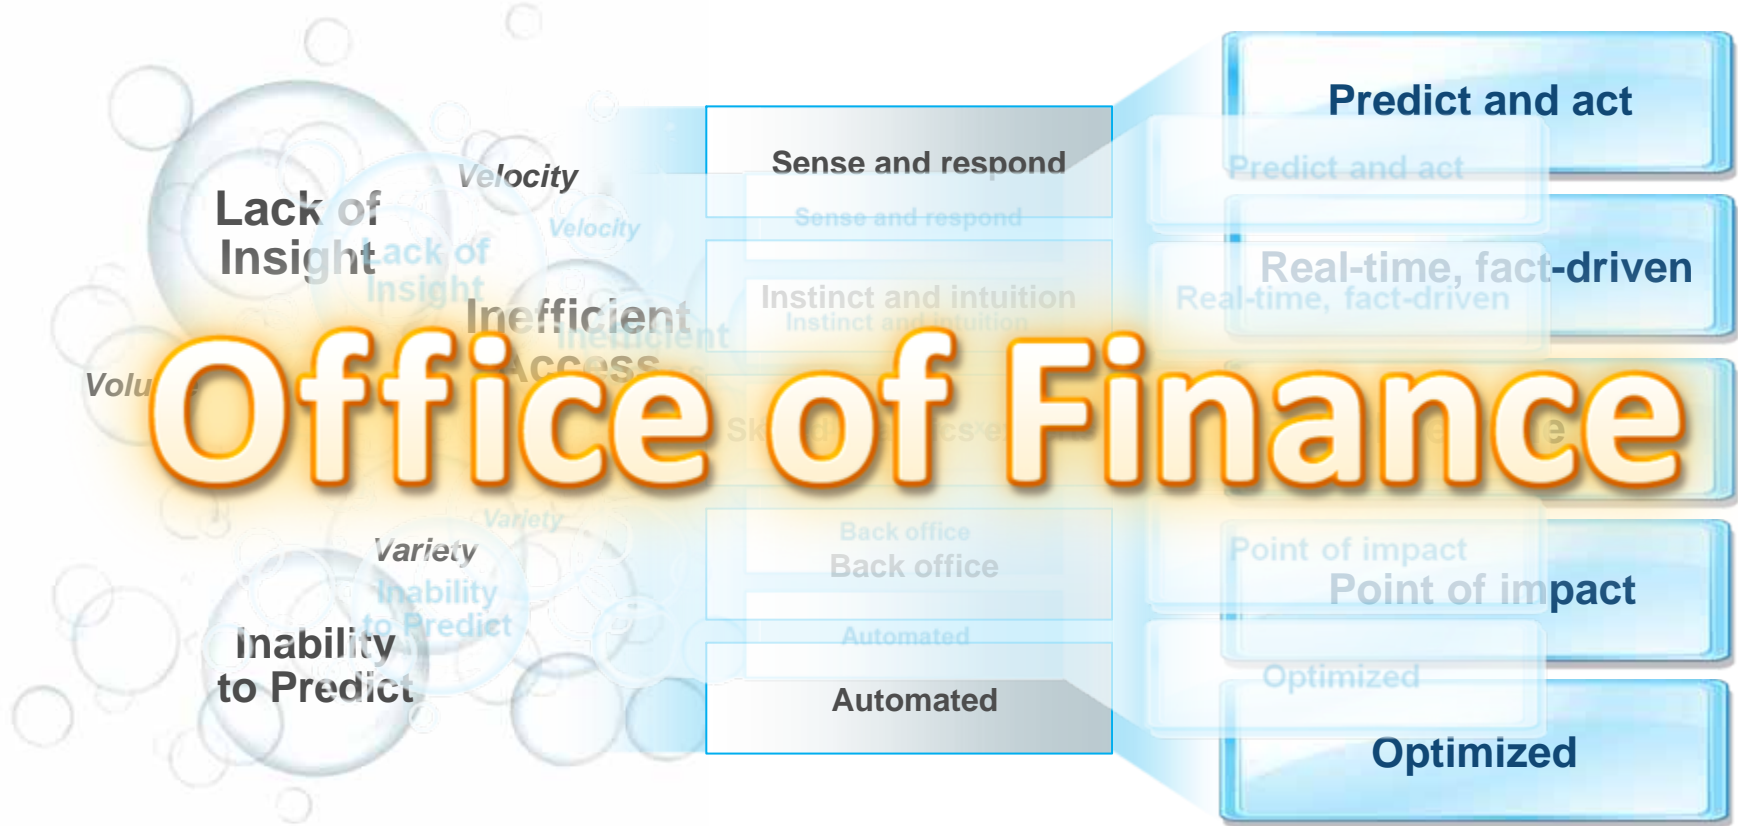 Predict and act
Sense and respond
Predict and act
Velocity
Sense and respond
Lack of
Insight
Velocity
Lack of
Insight
Real-time, fact-driven
Instinct and intuition
Real-time, fact-driven
Inefficient
Access
Instinct and intuition
Inefficient
Office of Finance
Variety
Back office
Variety
Back office
Point of impact
Point of impact
Inability
to Predict
Inability
to Predict
Automated
Automated
Optimized
Optimized